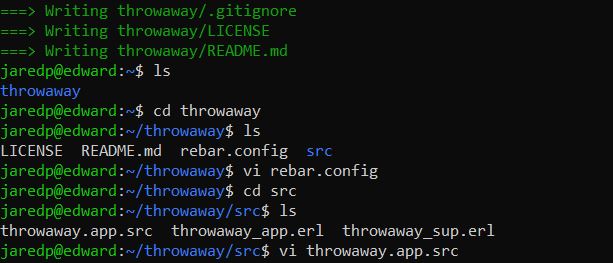 ===> Writing throwaway/.gitignore
===> Writing throwaway/LICENSE
===> Writing throwaway/README.md
jaredp@edward:~$ ls
throwaway
jaredp@edward:~$ cd throwaway
jaredp@edward:~/throwaway$ ls
LICENSE  README.md  rebar.config  src
jaredp@edward:~/throwaway$ vi rebar.config
jaredp@edward:~/throwaway$ cd src
jaredp@edward:~/throwaway/src$ ls
throwaway.app.src  throwaway_app.erl  throwaway_sup.erl
jaredp@edward:~/throwaway/src$ vi throwaway.app.src